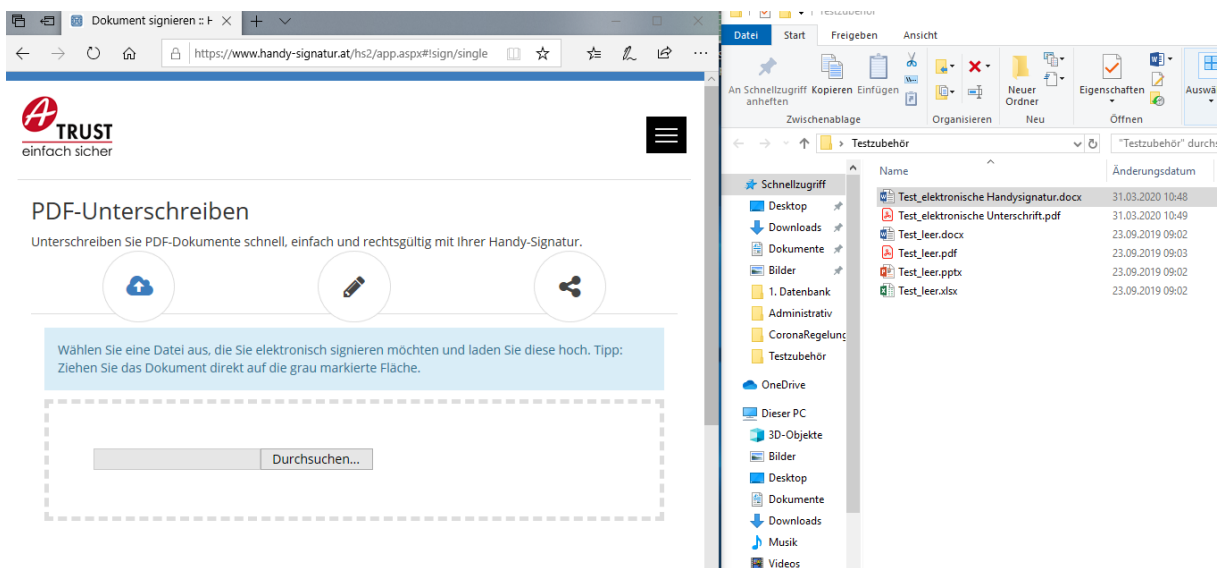 Dokument signieren :: H
https://www.handy-signatur.at/hs2/app.aspx#!sign/single
A
TRUST
einfach sicher
PDF-Unterschreiben
Unterschreiben Sie PDF-Dokumente schnell, einfach und rechtsgültig mit Ihrer Handy-Signatur.
Wählen Sie eine Datei aus, die Sie elektronisch signieren möchten und laden Sie diese hoch. Tipp:
Ziehen Sie das Dokument direkt auf die grau markierte Fläche.
Durchsuchen...
Testzubehör
Datei Start Freigeben Ansicht
An Schnellzugriff
anheften
Kopieren
Einfügen
Neuer
Ordner
Eigenschaften
Auswä
Zwischenablage Organisieren Neu Öffnen
Testzubehör
"Testzubehör" durchs
Name Änderungsdatum
Schnellzugriff
Desktop
Downloads
Dokumente
Bilder
1. Datenbank
Administrativ
CoronaRegelung
Testzubehör
OneDrive
Dieser PC
3D-Objekte
Bilder
Desktop
Dokumente
Downloads
Musik
Videos
Test_elektronische Handysignatur.docx 31.03.2020 10:48
Test_elektronische Unterschrift.pdf 31.03.2020 10:49
Test_leer.docx 23.09.2019 09:02
Test_leer.pdf 23.09.2019 09:03
Test_leer.pptx 23.09.2019 09:02
Test_leer.xlsx 23.09.2019 09:02